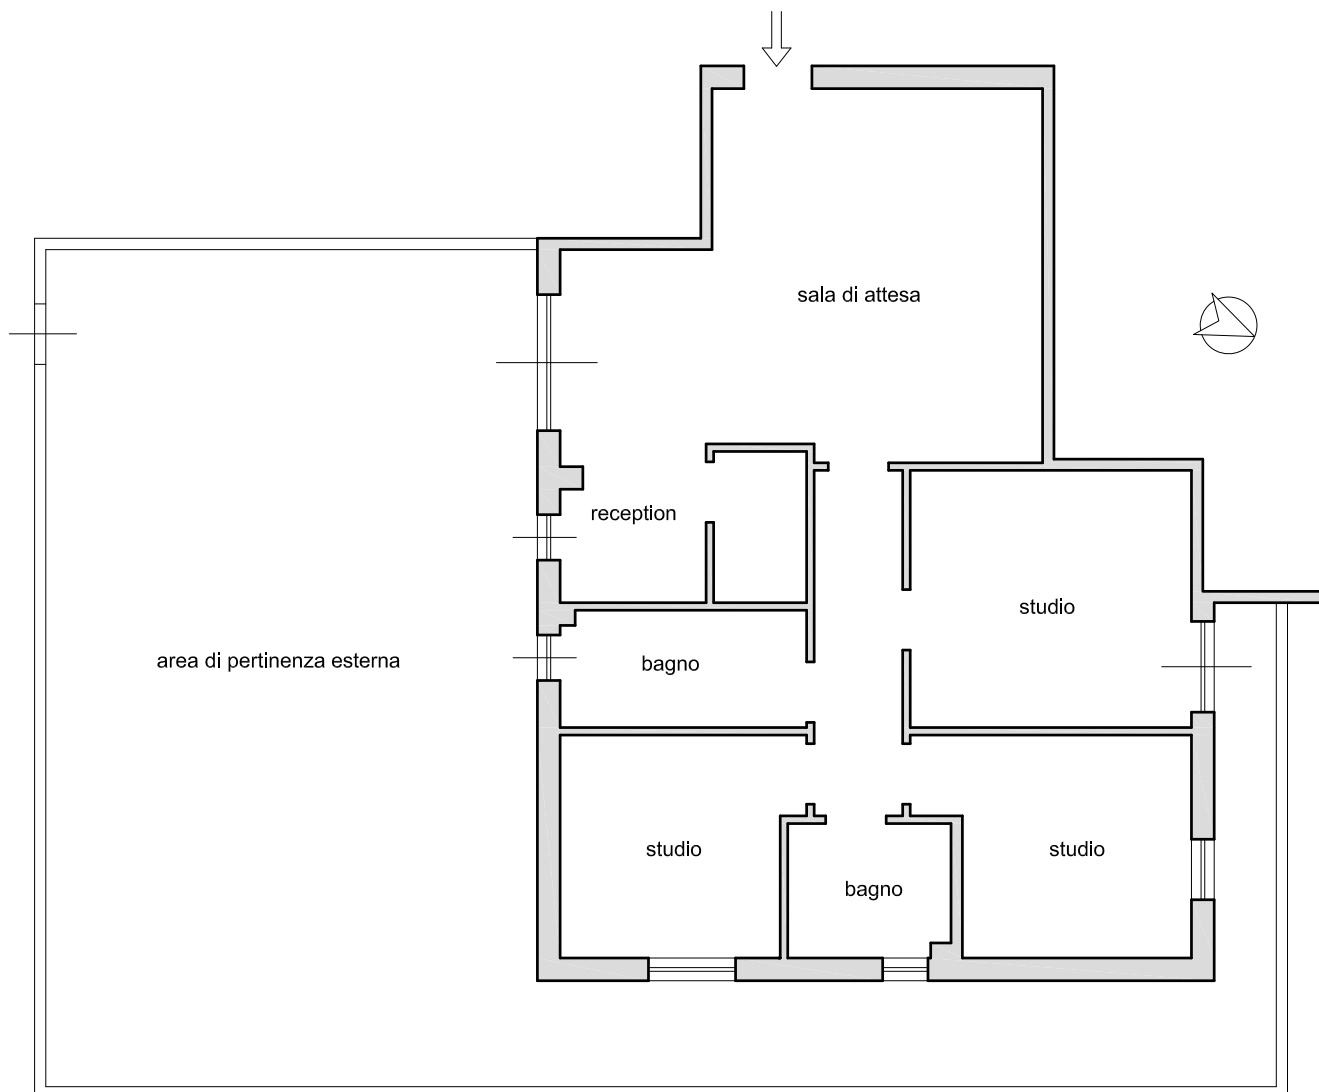 sala di attesa
reception
studio
area di pertinenza esterna
bagno
studio
studio
bagno